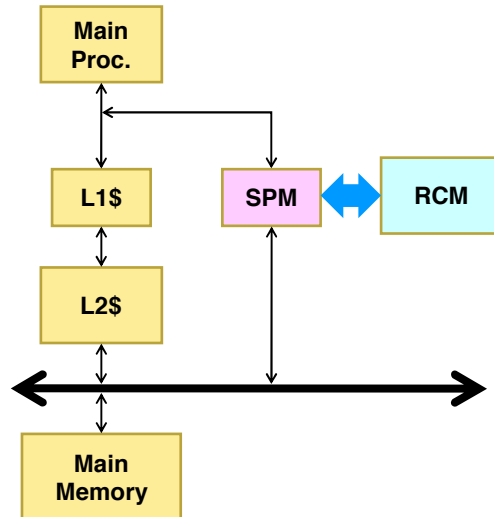 Main
Proc.
L1$
SPM
RCM
L2$
Main
Memory